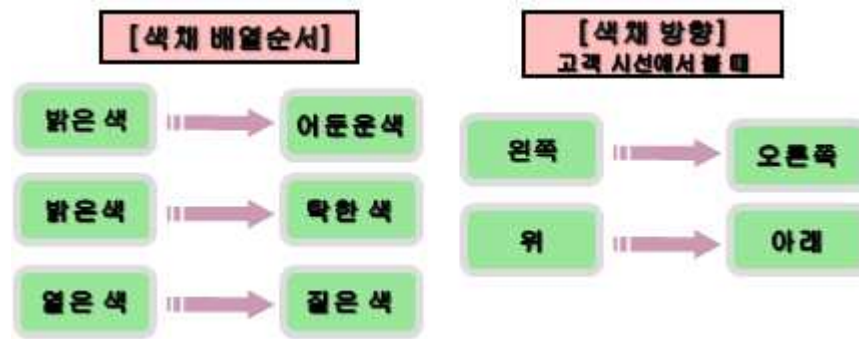 [색채 배열순서]
밝은 색
어두운색
밝은색
탁한 색
옅은 색
짙은 색
[색채 방향]
고객 시선에서 볼 때
왼쪽
오른쪽
위
아래